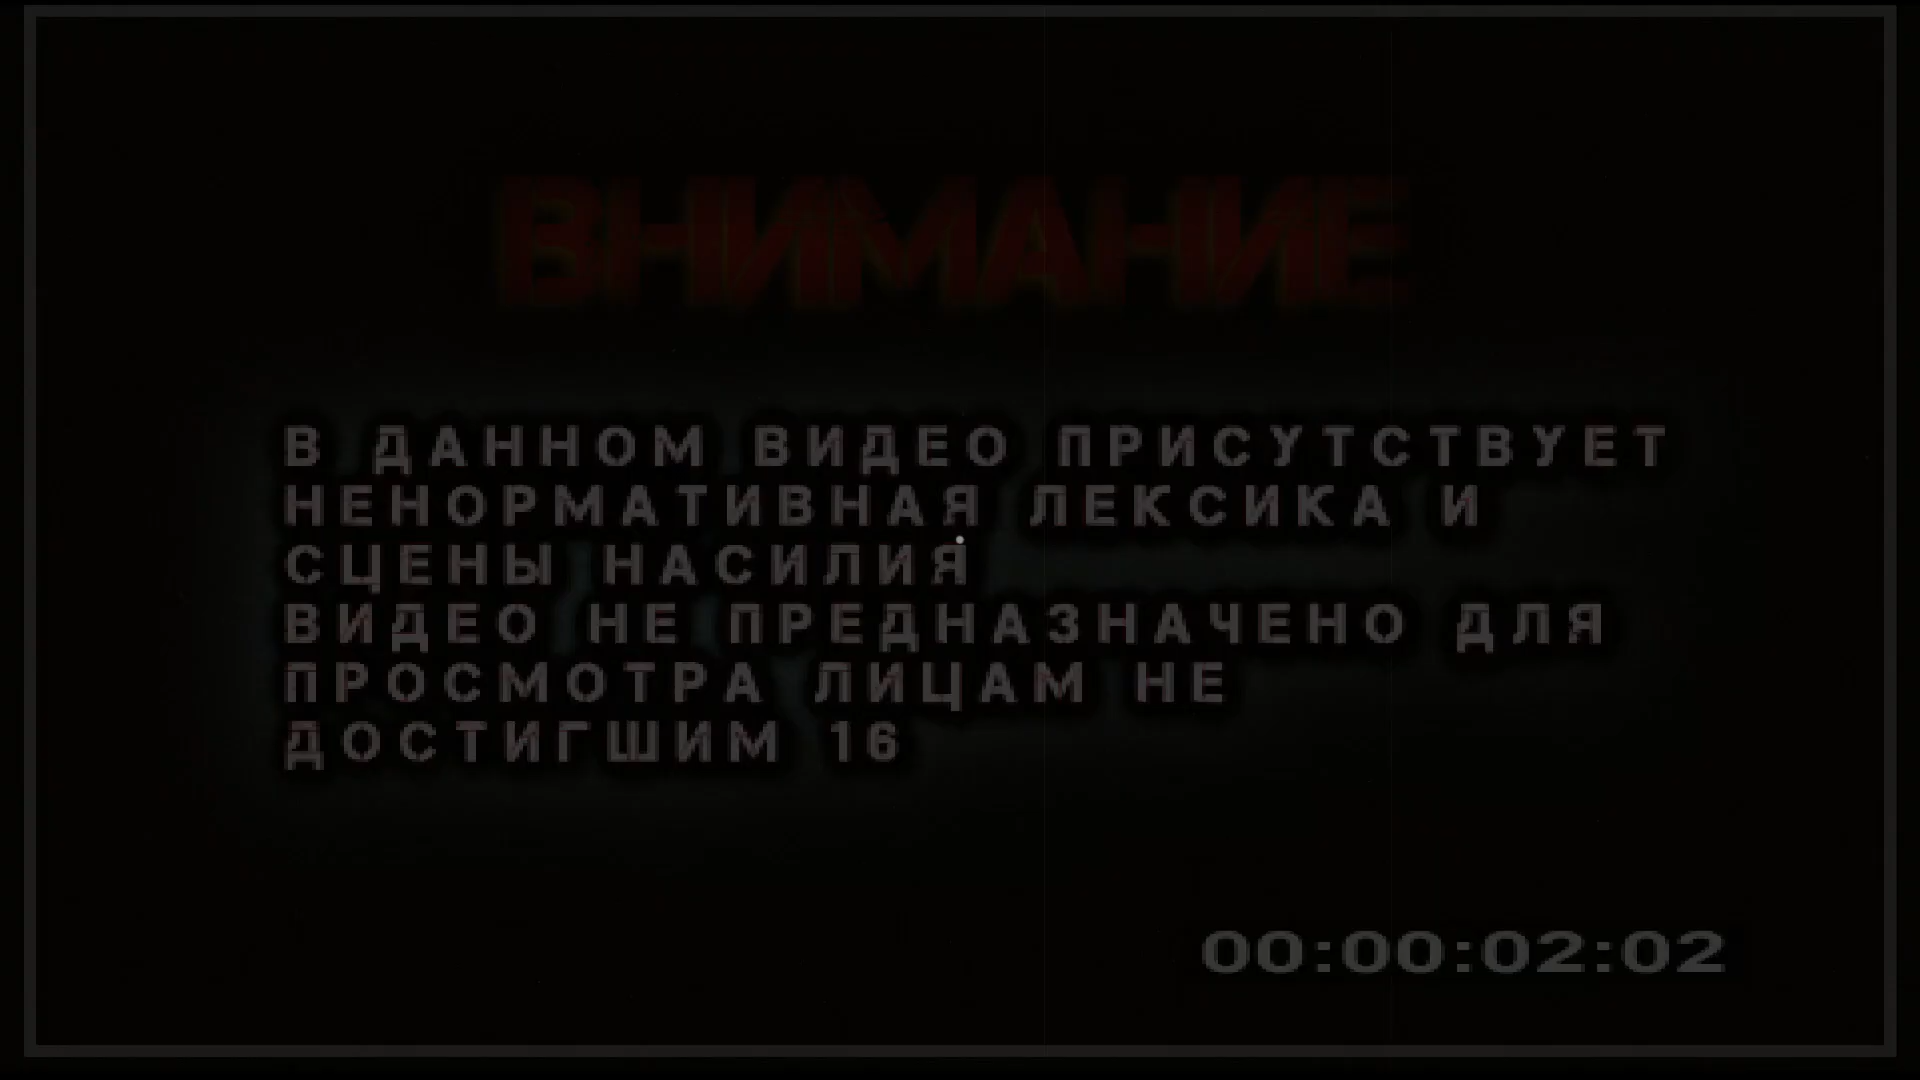 ВНИМАНИЕ
В ДАННОМ ВИДЕО ПРИСУТСТВУЕТ
НЕНОРМАТИВНАЯ ЛЕКСИКА И
СЦЕНЫ НАСИЛИЯ
ВИДЕО НЕ ПРЕДНАЗНАЧЕНО ДЛЯ
ПРОСМОТРА ЛИЦАМ НЕ
ДОСТИГШИМ 16
00:00:02:02